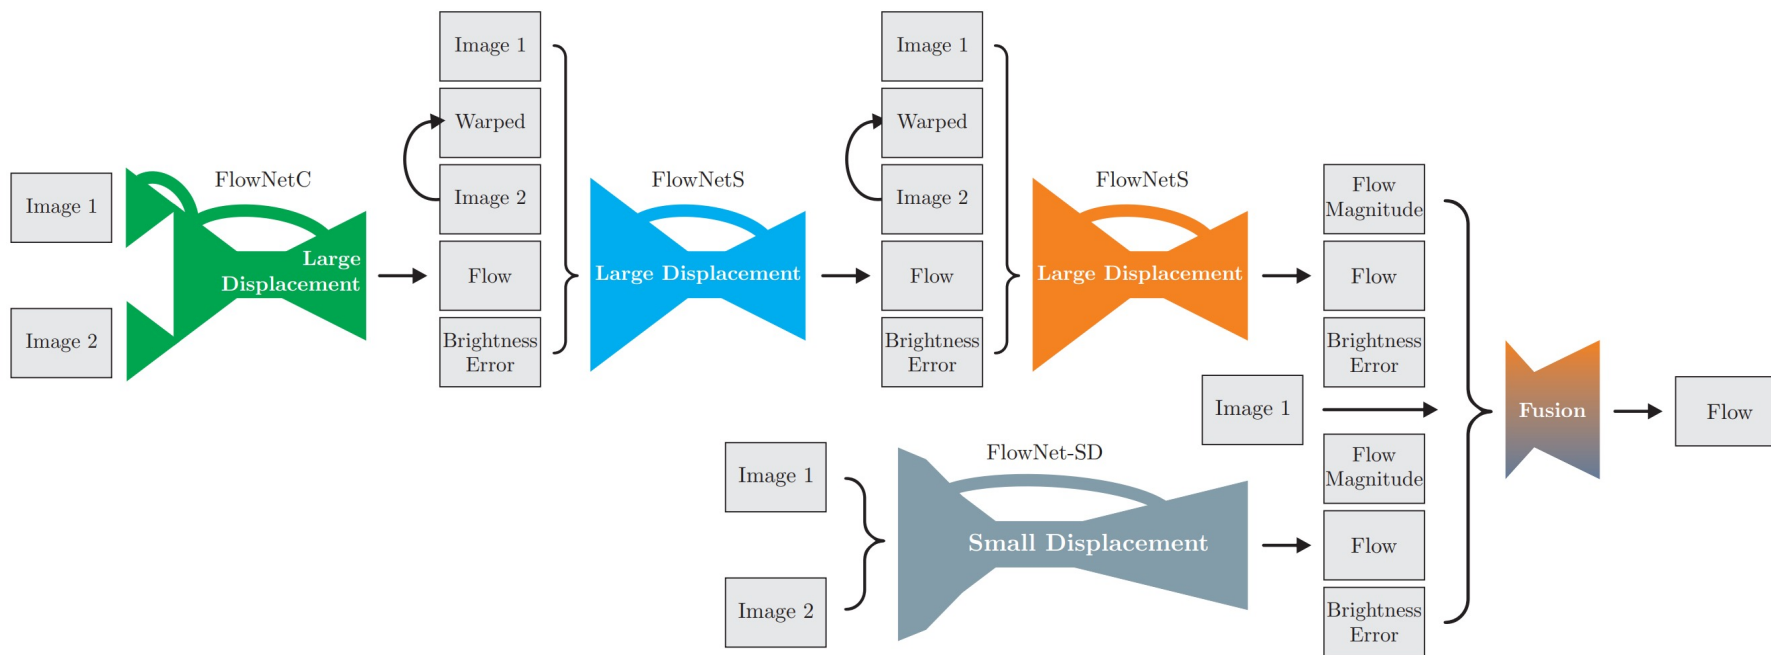 Image 1
Image 2
FlowNetC
Large
Displacement
Image 1
Warped
Image 2
Flow
Brightness
Error
FlowNetS
Large Displacement
Image 1
Warped
Image 2
Flow
Brightness
Error
FlowNetS
Large Displacement
Flow
Magnitude
Flow
Brightness
Error
Image 1
Image 1
Image 2
FlowNet-SD
Small Displacement
Flow
Magnitude
Flow
Brightness
Error
Fusion
Flow